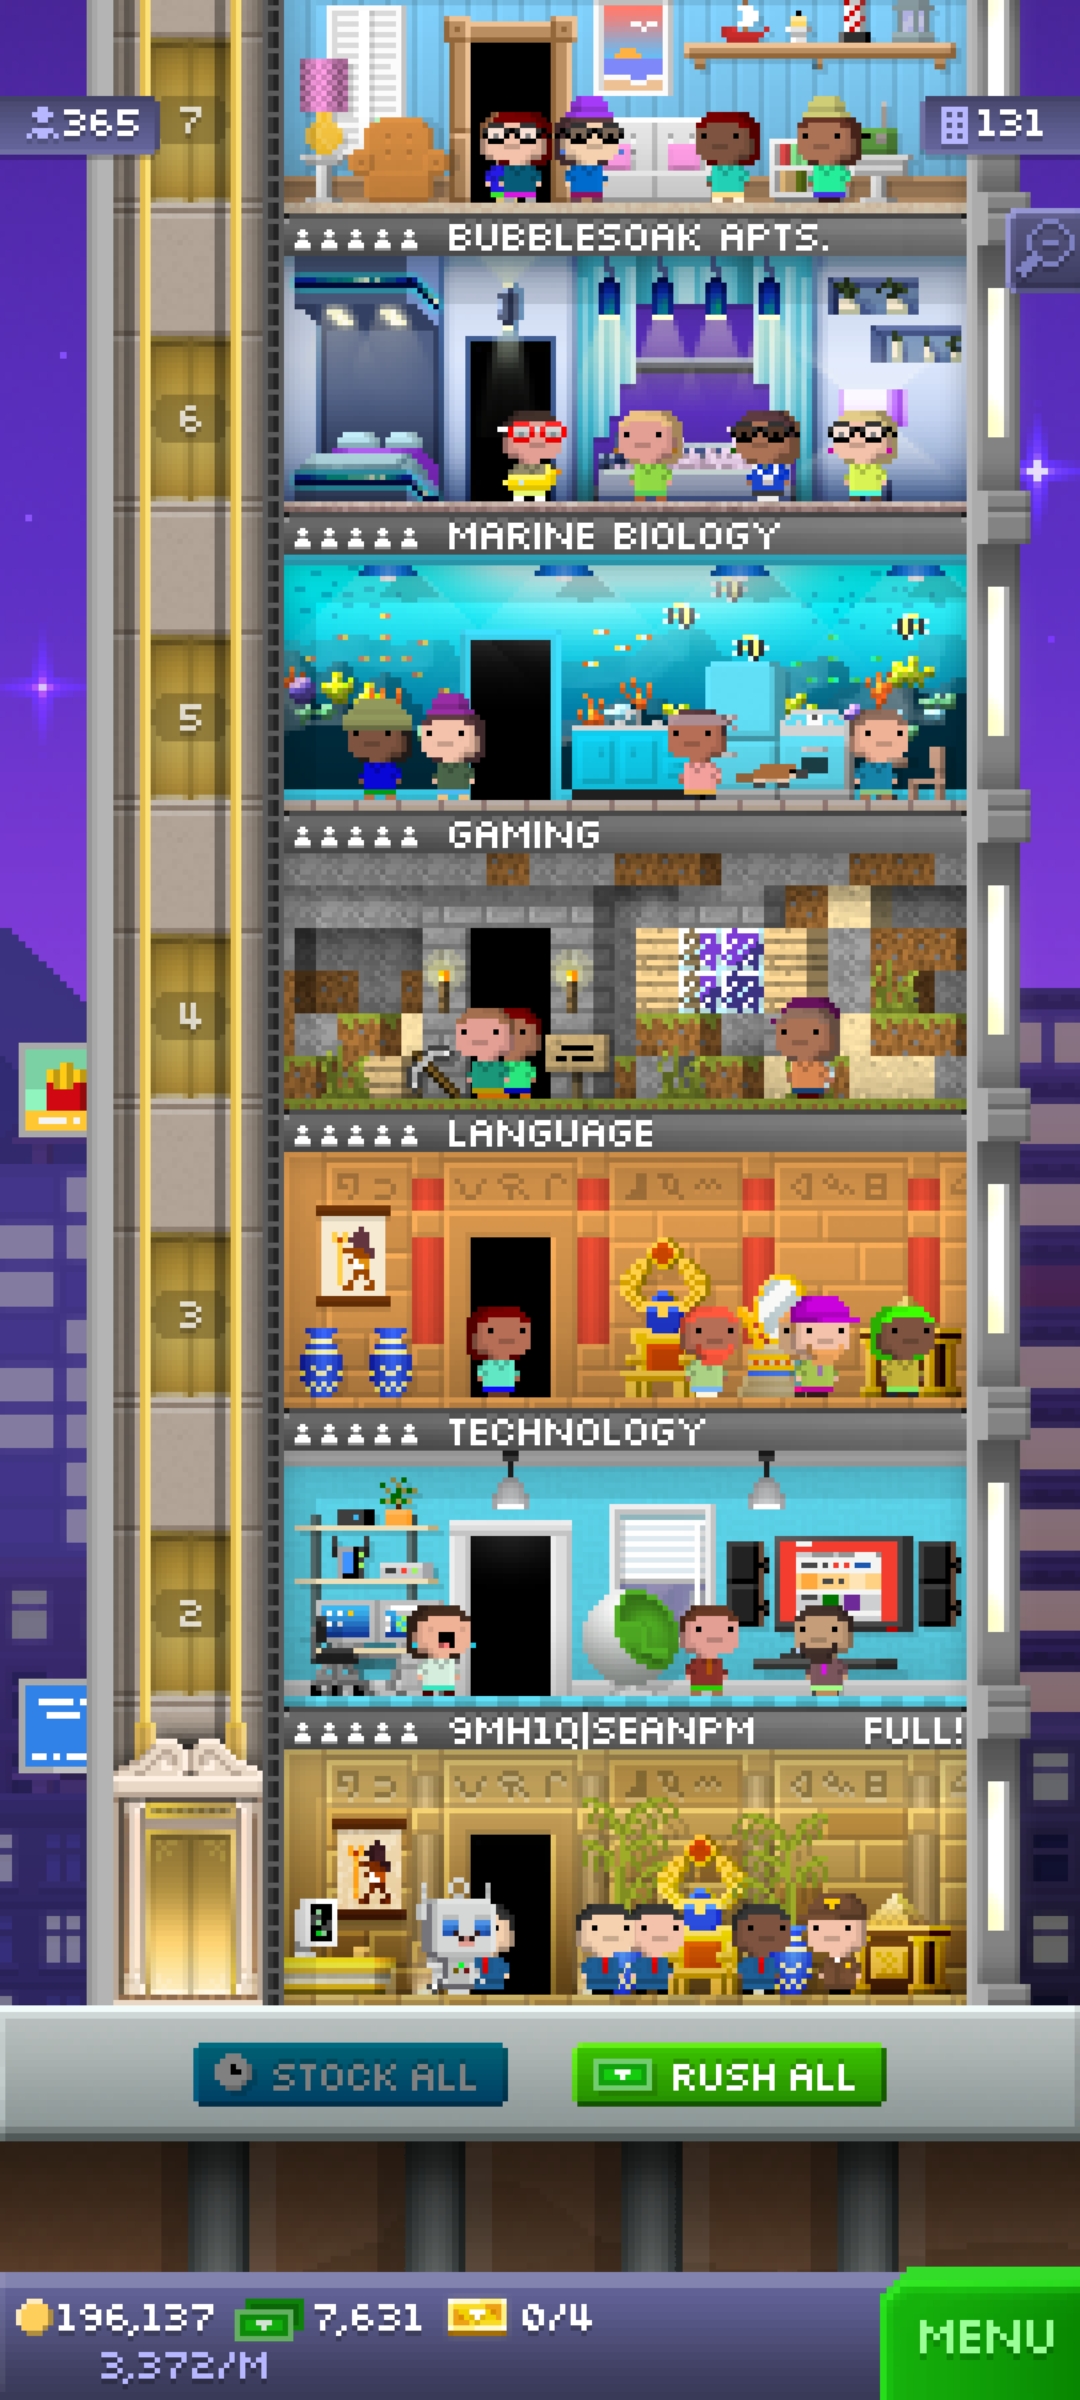 365
7
131
BUBBLESOAK APTS.
6
MARINE BIOLOGY
5
GAMING
4
LANGUAGE
3
TECHNOLOGY
2
9MH1Q|SEANPM FULL!
STOCK ALL
RUSH ALL
196,137 7,631 0/4
3,372/M
MENU